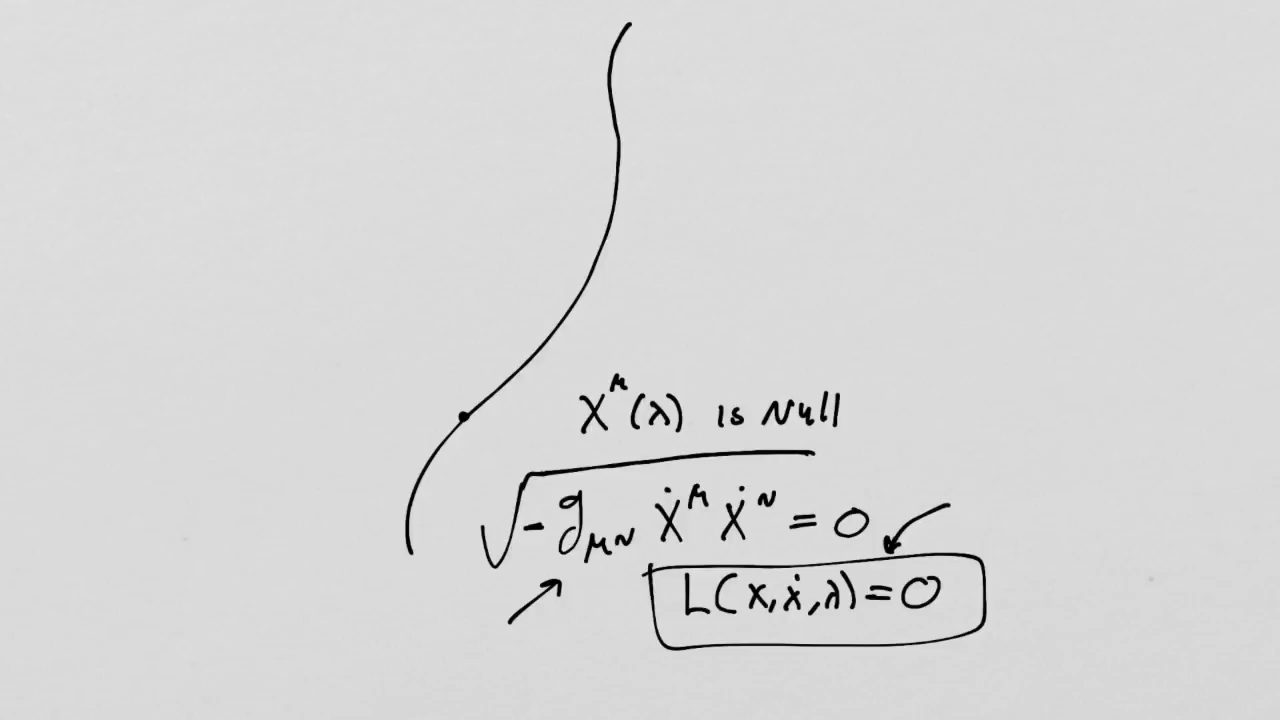 X^μ(λ) is Null
√-g_μν Ẋ^μ Ẋ^ν = 0
L(x, ẋ, λ) = 0